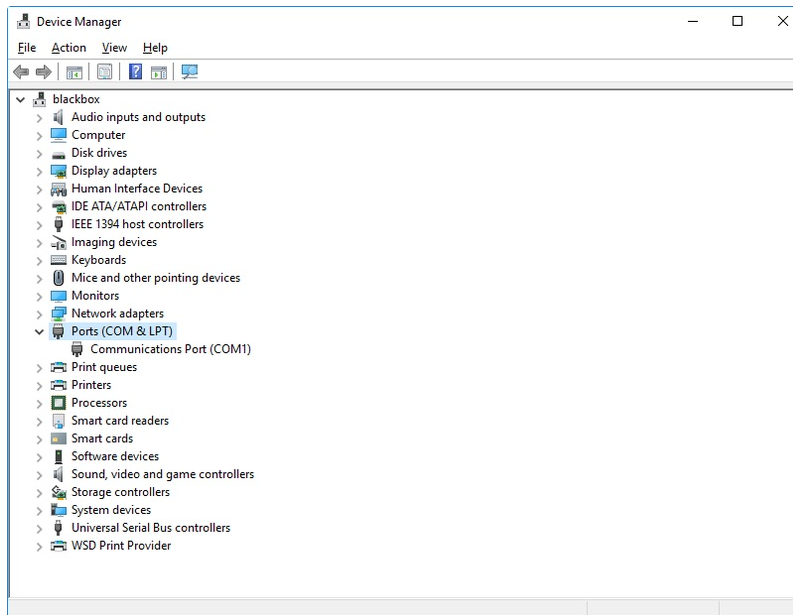 Device Manager
File Action View Help
blackbox
Audio inputs and outputs
Computer
Disk drives
Display adapters
Human Interface Devices
IDE ATA/ATAPI controllers
IEEE 1394 host controllers
Imaging devices
Keyboards
Mice and other pointing devices
Monitors
Network adapters
Ports (COM & LPT)
Communications Port (COM1)
Print queues
Printers
Processors
Smart card readers
Smart cards
Software devices
Sound, video and game controllers
Storage controllers
System devices
Universal Serial Bus controllers
WSD Print Provider